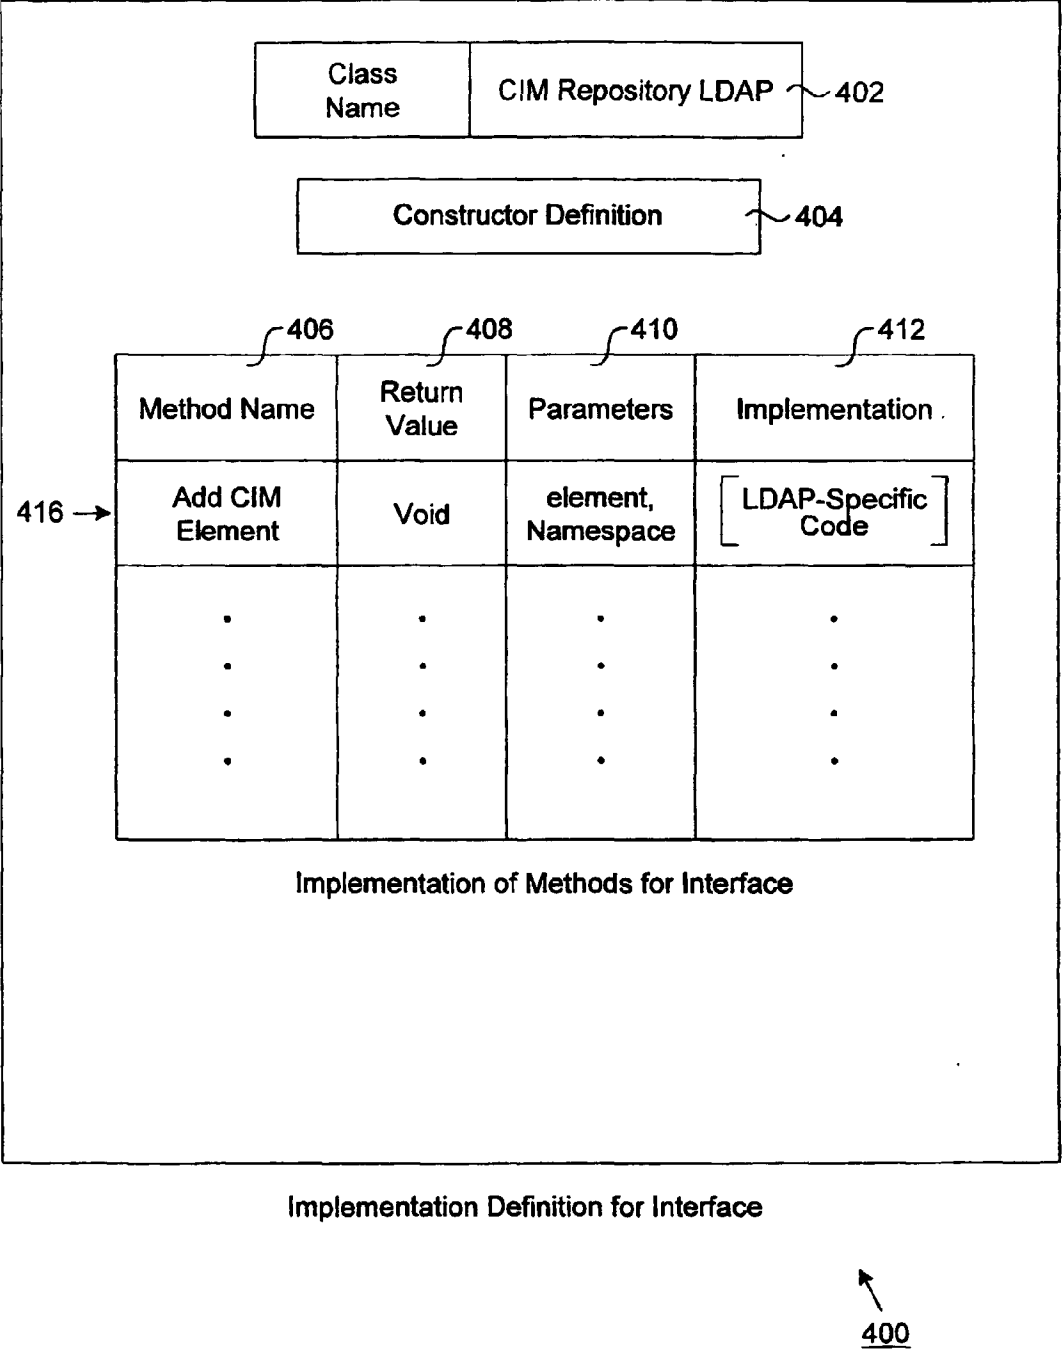 Class
Name
CIM Repository LDAP
402
Constructor Definition
404
406
408
410
412
Method Name
Return
Value
Parameters
Implementation
416
Add CIM
Element
Void
element,
Namespace
LDAP-Specific
Code
Implementation of Methods for Interface
Implementation Definition for Interface
400